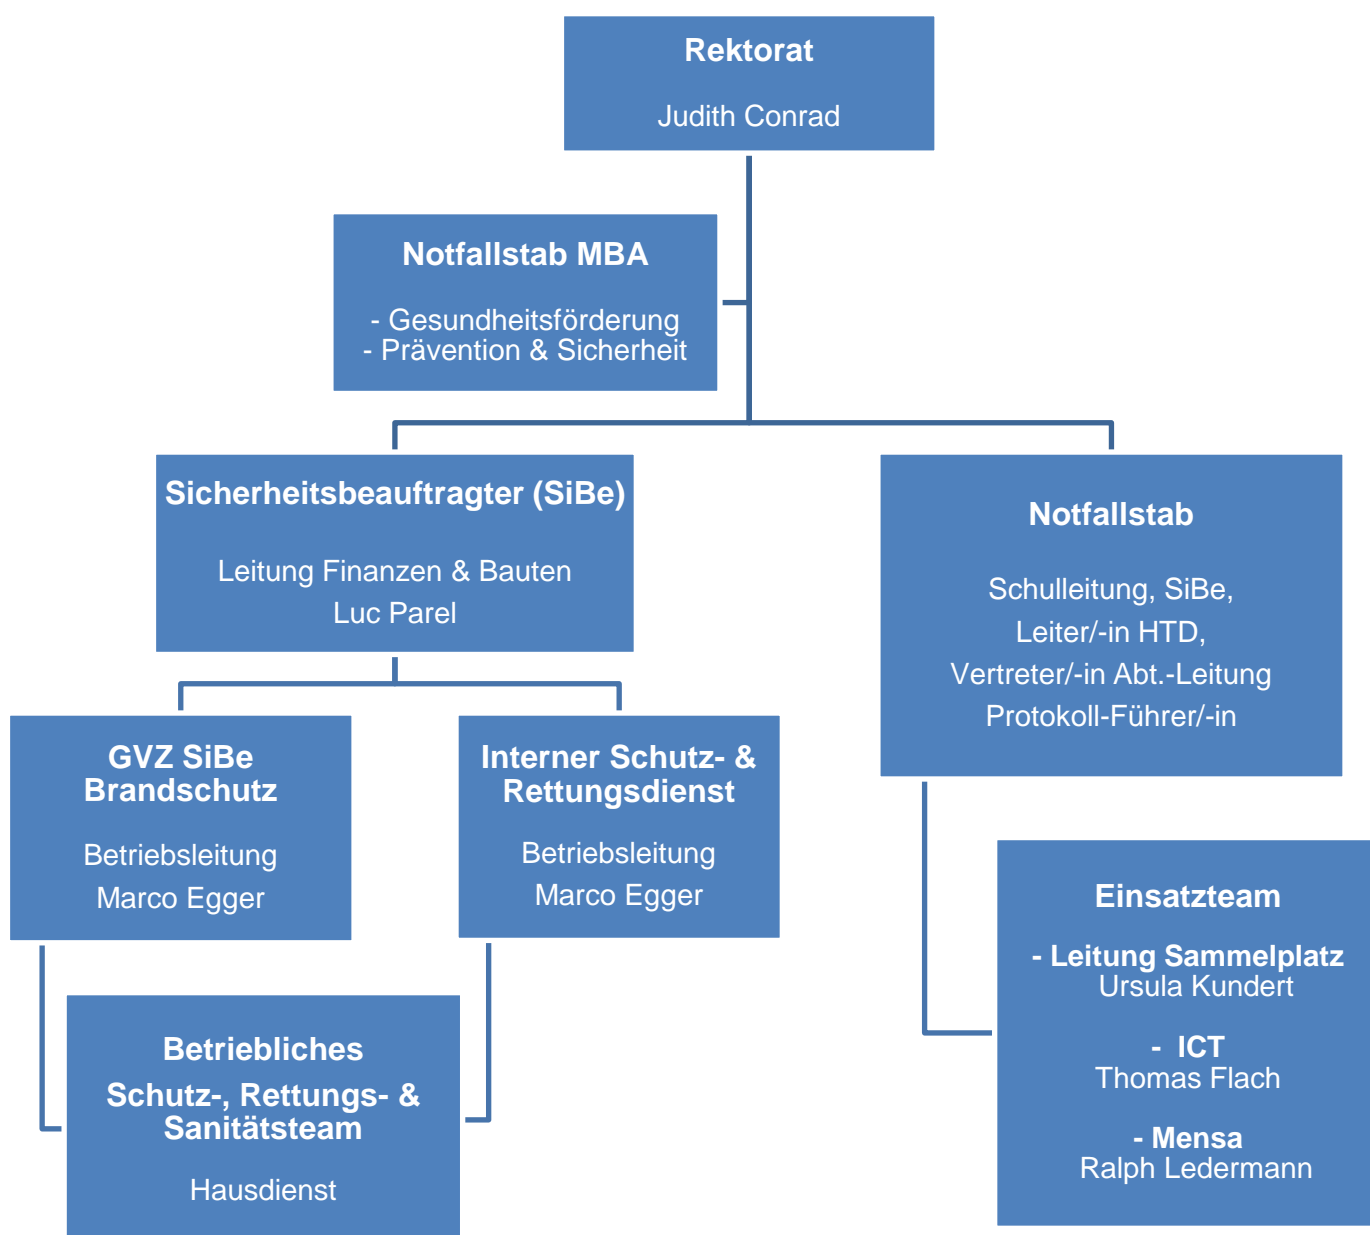 Rektorat
Judith Conrad
Notfallstab MBA
- Gesundheitsförderung
- Prävention & Sicherheit
Sicherheitsbeauftragter (SiBe)
Leitung Finanzen & Bauten
Luc Parel
Notfallstab
Schulleitung, SiBe,
Leiter/-in HTD,
Vertreter/-in Abt.-Leitung
Protokoll-Führer/-in
GVZ SiBe
Brandschutz
Betriebsleitung
Marco Egger
Interner Schutz- &
Rettungsdienst
Betriebsleitung
Marco Egger
Betriebliches
Schutz-, Rettungs- &
Sanitätsteam
Hausdienst
Einsatzteam
- Leitung Sammelplatz
Ursula Kundert
- ICT
Thomas Flach
- Mensa
Ralph Ledermann